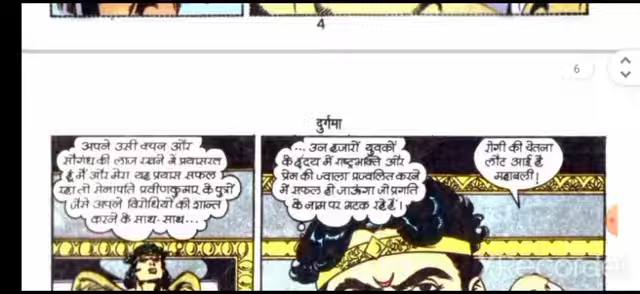 4
6
दुर्गमा
अपने उसी वचन और
सौगंध की लाज रखने में प्रयासरत
हूँ मैं और मेरा यह प्रयास सफल
रहा तो सेनापति प्रवीणकुमार के पुत्रों
जैसे अपने विरोधियों को शान्त
करने के साथ-साथ...
... उन हजारों युवकों
के हृदय में राष्ट्रभक्ति और
प्रेम की ज्वाला प्रज्वलित करने
में सफल हो जाऊंगा जो प्रगति
के नाम पर भटक रहे हैं।
रोगी की चेतना
लौट आई है
महाबली!
XRecorder